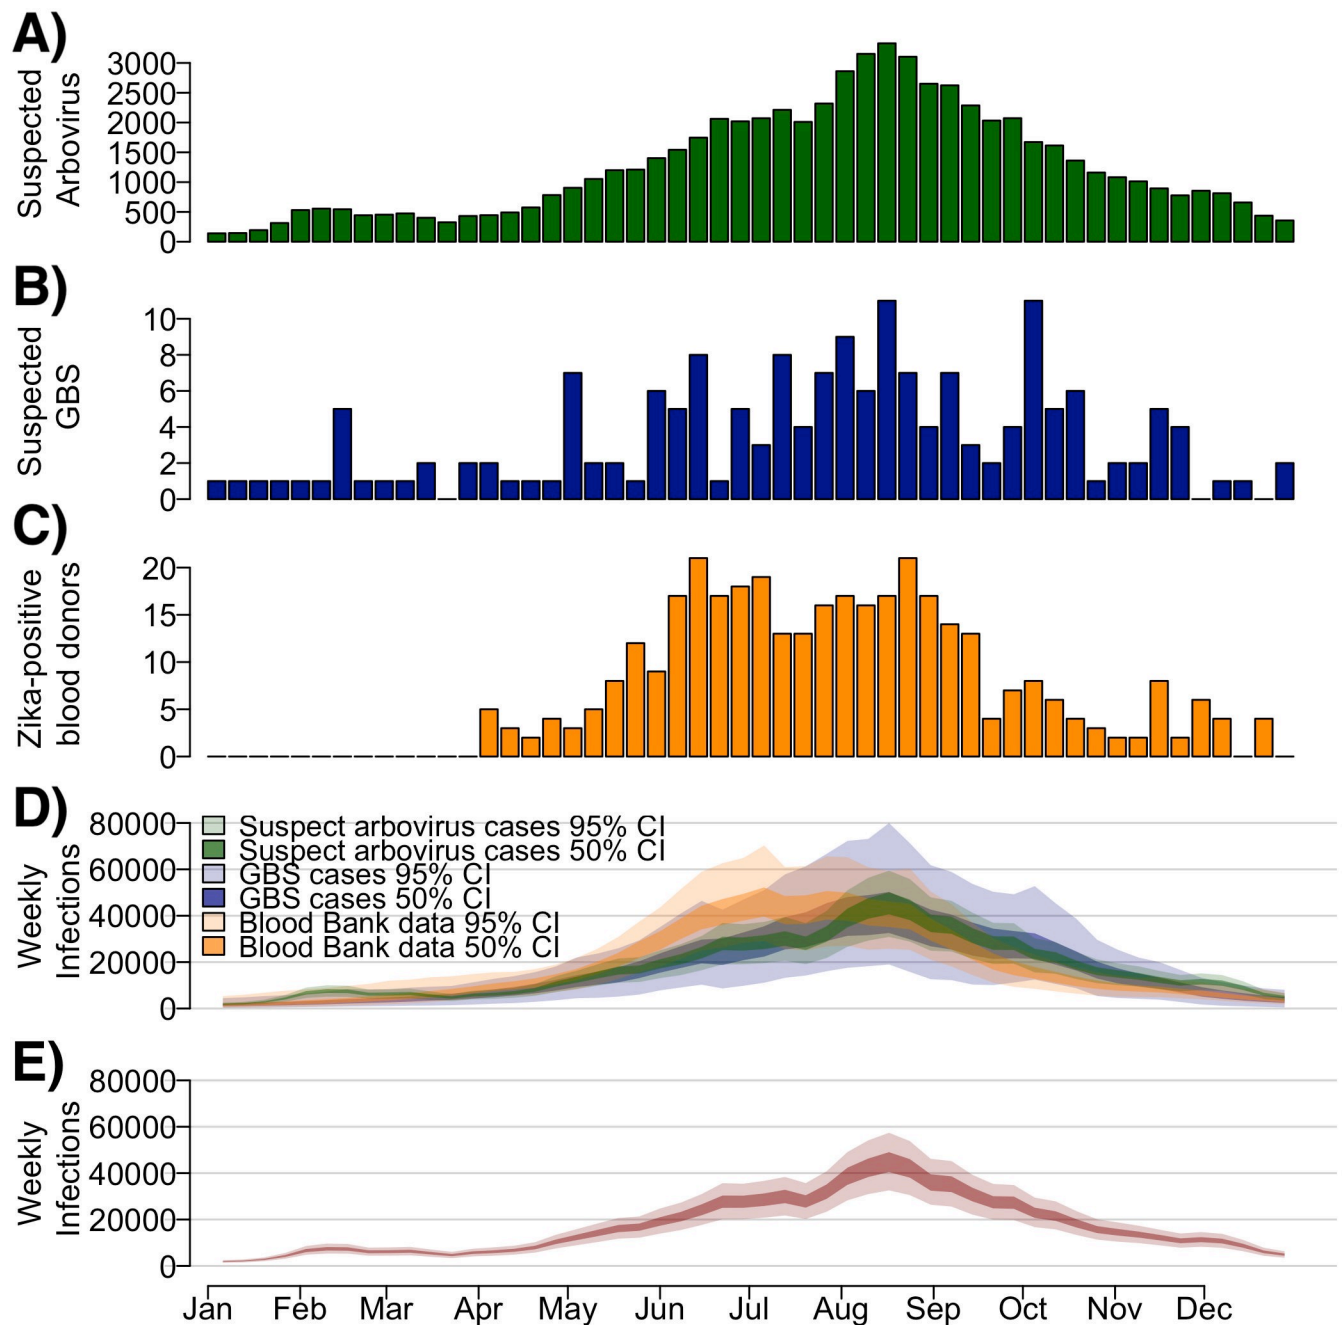 A)
Suspected
Arbovirus
3000
2500
2000
1500
1000
500
0
B)
Suspected
GBS
10
8
6
4
2
0
C)
Zika-positive
blood donors
20
15
10
5
0
D)
Weekly
Infections
80000
60000
40000
20000
0
Suspect arbovirus cases 95% CI
Suspect arbovirus cases 50% CI
GBS cases 95% CI
GBS cases 50% CI
Blood Bank data 95% CI
Blood Bank data 50% CI
E)
Weekly
Infections
80000
60000
40000
20000
0
Jan Feb Mar Apr May Jun Jul Aug Sep Oct Nov Dec